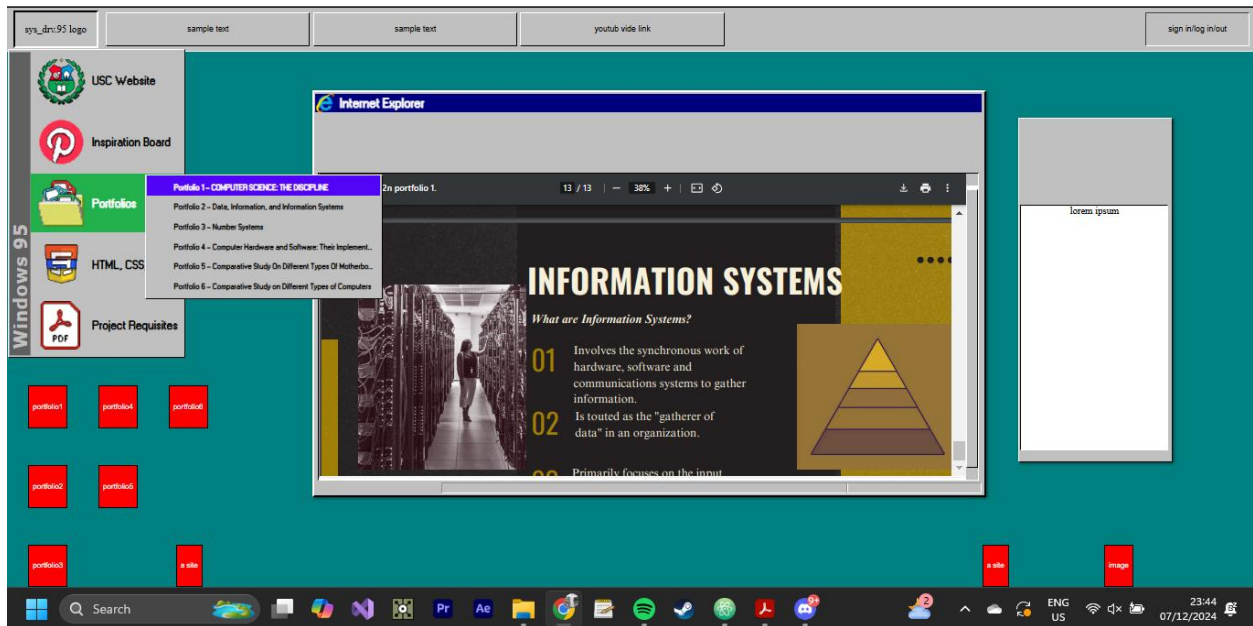 sys_drv.95 logo
sample text
sample text
youtub vide link
sign in/log in/out
Windows 95
USC Website
Inspiration Board
Portfolios
HTML, CSS
Project Requisites
PDF
Portfolio 1 – COMPUTER SCIENCE: THE DISCIPLINE
Portfolio 2 – Data, Information, and Information Systems
Portfolio 3 – Number Systems
Portfolio 4 – Computer Hardware and Software: Their Implement...
Portfolio 5 – Comparative Study On Different Types Of Motherbo...
Portfolio 6 – Comparative Study on Different Types of Computers
Internet Explorer
2n portfolio 1.
13 / 13
38%
INFORMATION SYSTEMS
What are Information Systems?
01 Involves the synchronous work of
hardware, software and
communications systems to gather
information.
02 Is touted as the "gatherer of
data" in an organization.
Primarily focuses on the input
lorem ipsum
portfolio1
portfolio4
portfolio6
portfolio2
portfolio5
portfolio3
a site
a site
image
Search
Pr
Ae
2
ENG
US
23:44
07/12/2024